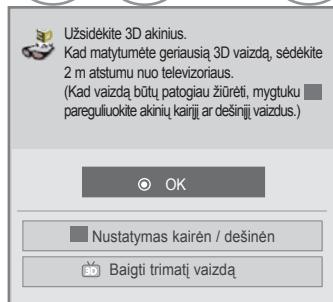 Užsidėkite 3D akinius.
Kad matytumėte geriausią 3D vaizdą, sėdėkite
2 m atstumu nuo televizoriaus.
(Kad vaizdą būtų patogiau žiūrėti, mygtuku
pareguliuokite akinių kairįjį ar dešinįjį vaizdus.)
OK
Nustatymas kairėn / dešinėn
3D Baigti trimatį vaizdą